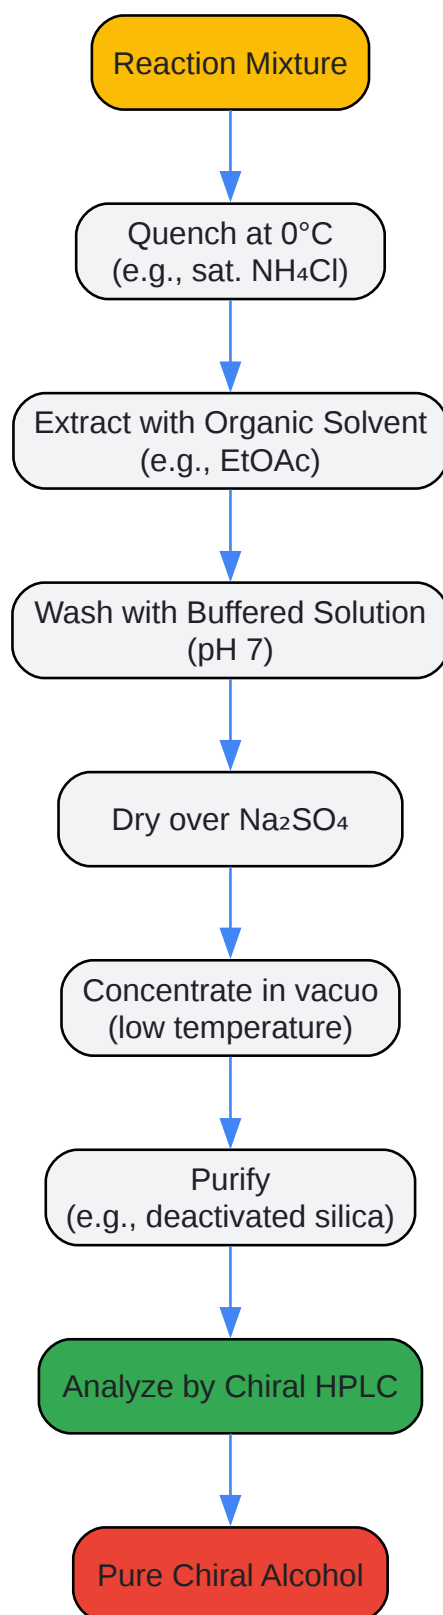 Reaction Mixture
Quench at 0°C
(e.g., sat. NH₄Cl)
Extract with Organic Solvent
(e.g., EtOAc)
Wash with Buffered Solution
(pH 7)
Dry over Na₂SO₄
Concentrate in vacuo
(low temperature)
Purify
(e.g., deactivated silica)
Analyze by Chiral HPLC
Pure Chiral Alcohol